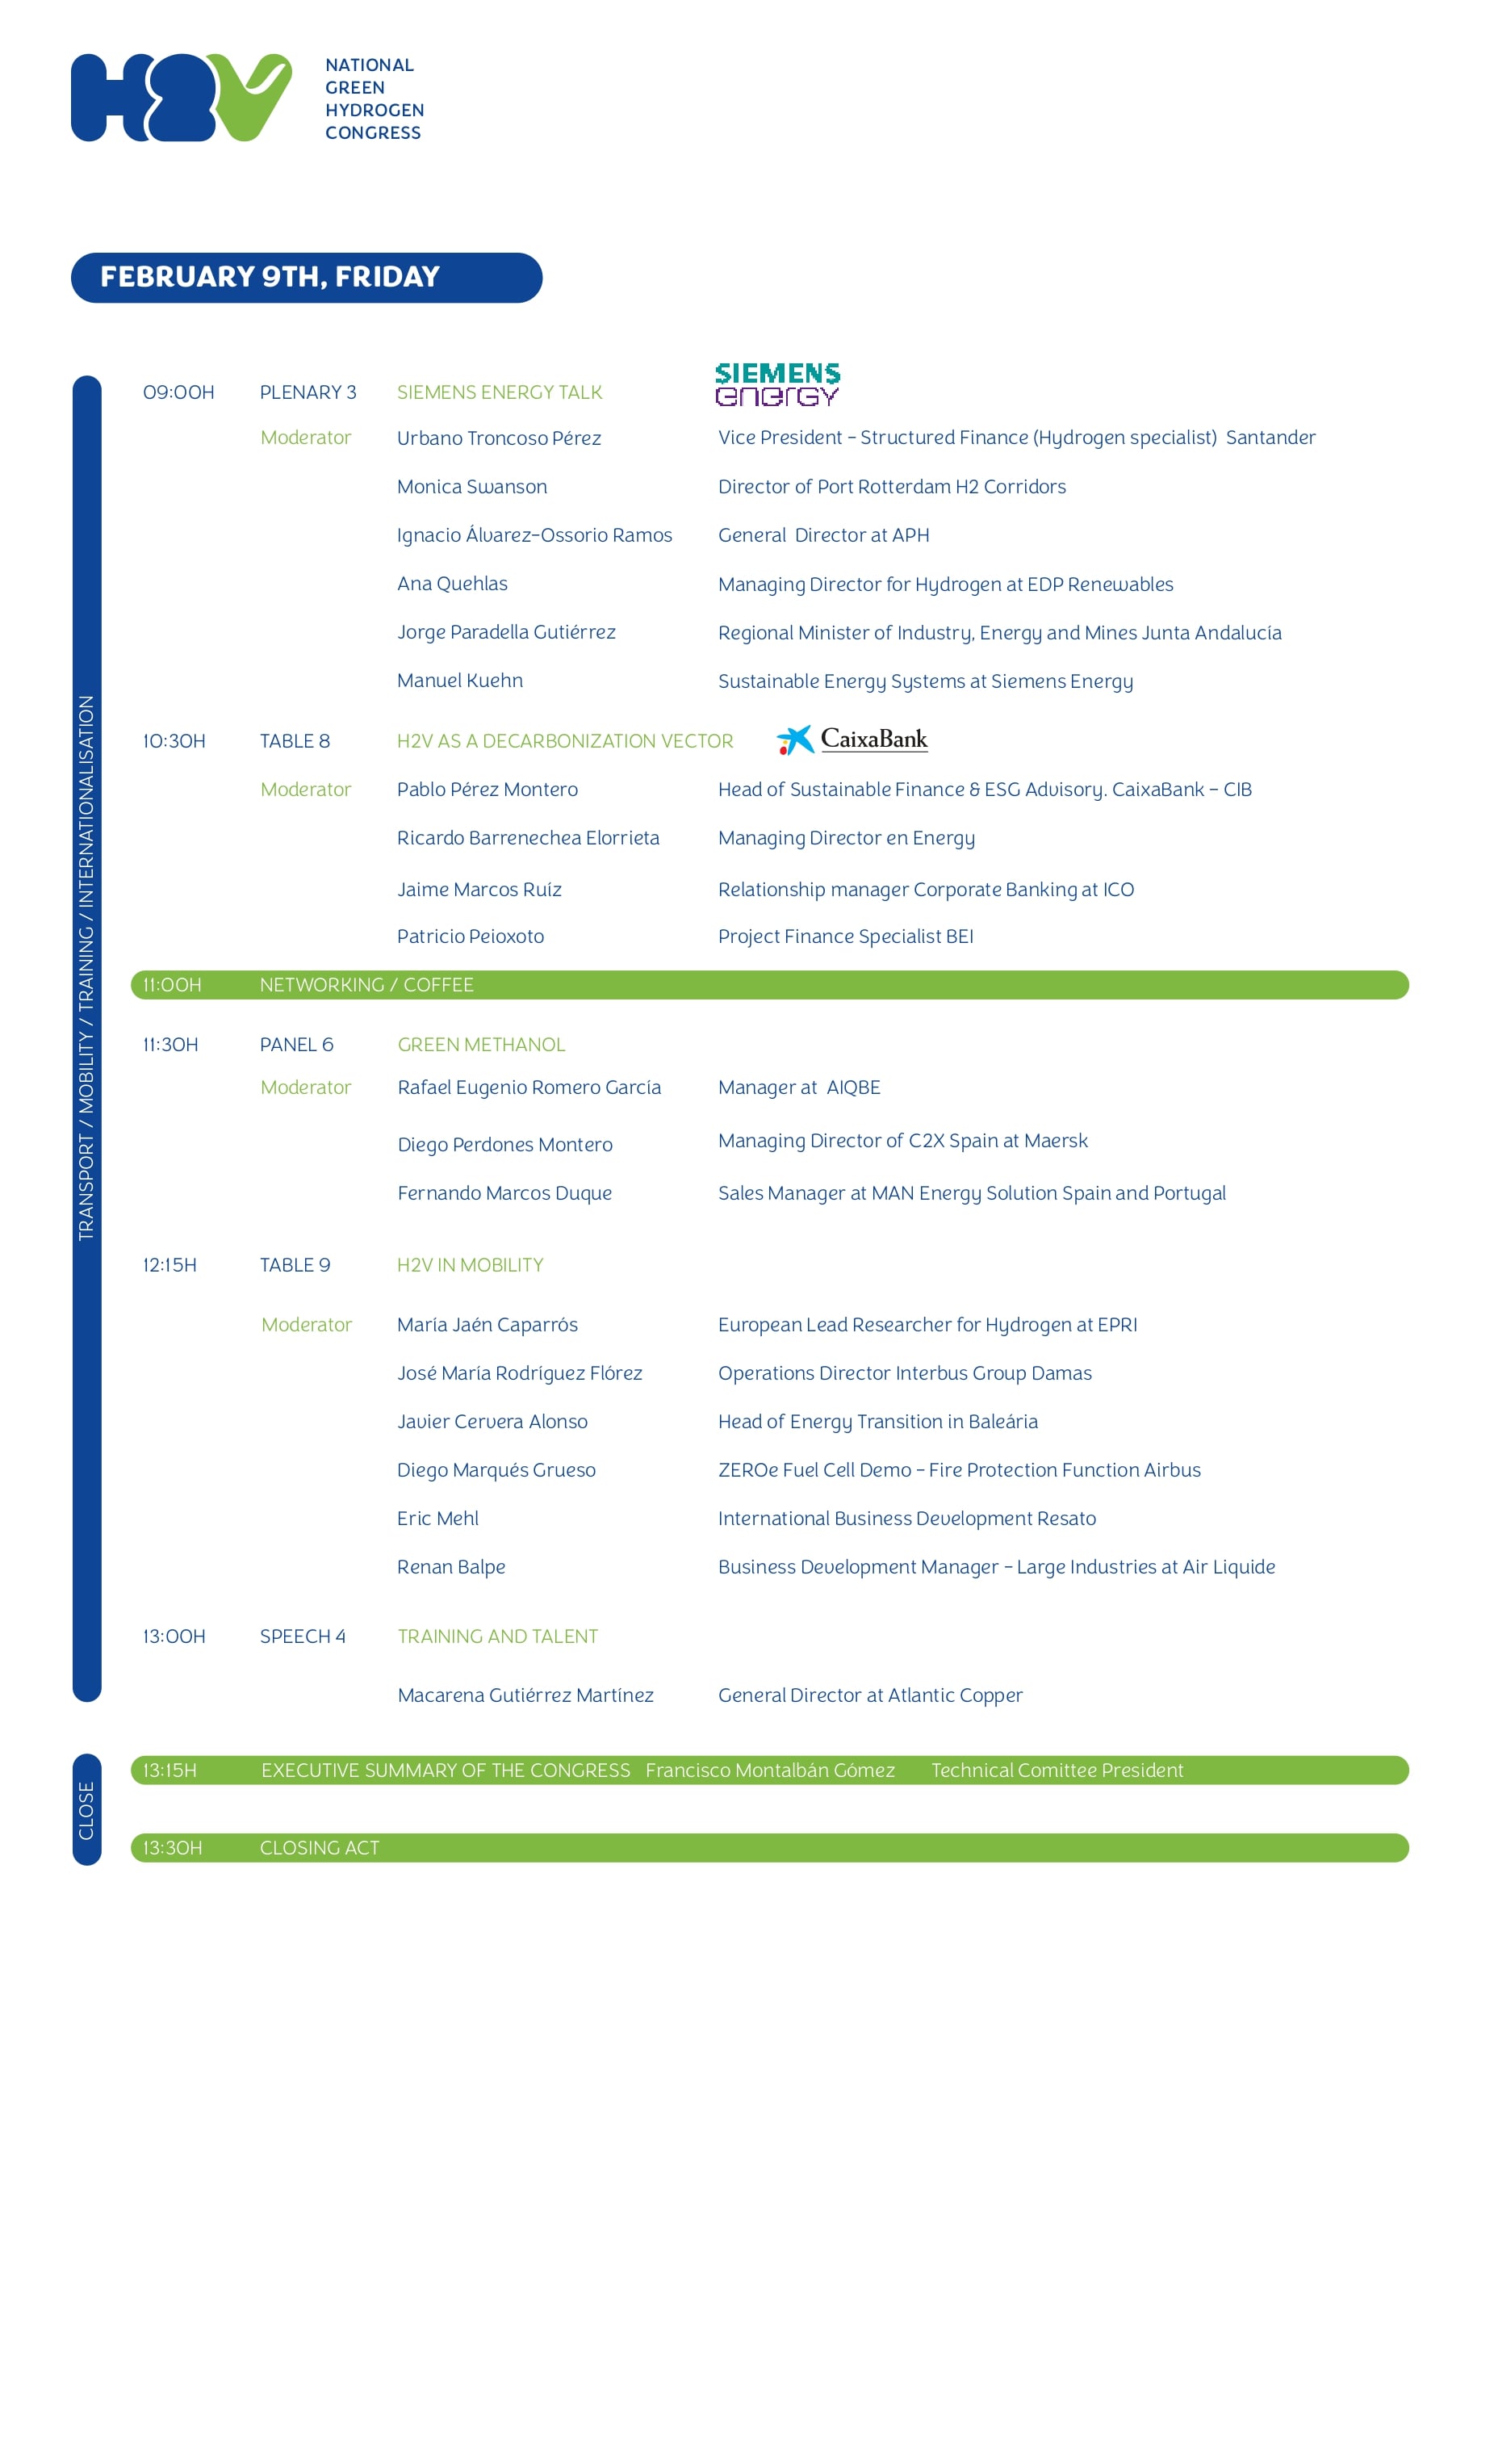 H2V
NATIONAL
GREEN
HYDROGEN
CONGRESS
FEBRUARY 9TH, FRIDAY
TRANSPORT / MOBILITY / TRAINING / INTERNATIONALISATION
09:00H PLENARY 3 SIEMENS ENERGY TALK SIEMENS energy
Moderator Urbano Troncoso Pérez Vice President - Structured Finance (Hydrogen specialist) Santander
Monica Swanson Director of Port Rotterdam H2 Corridors
Ignacio Álvarez-Ossorio Ramos General Director at APH
Ana Quehlas Managing Director for Hydrogen at EDP Renewables
Jorge Paradella Gutiérrez Regional Minister of Industry, Energy and Mines Junta Andalucía
Manuel Kuehn Sustainable Energy Systems at Siemens Energy
10:30H TABLE 8 H2V AS A DECARBONIZATION VECTOR CaixaBank
Moderator Pablo Pérez Montero Head of Sustainable Finance & ESG Advisory. CaixaBank – CIB
Ricardo Barrenechea Elorrieta Managing Director en Energy
Jaime Marcos Ruíz Relationship manager Corporate Banking at ICO
Patricio Peioxoto Project Finance Specialist BEI
11:00H NETWORKING / COFFEE
11:30H PANEL 6 GREEN METHANOL
Moderator Rafael Eugenio Romero García Manager at AIQBE
Diego Perdones Montero Managing Director of C2X Spain at Maersk
Fernando Marcos Duque Sales Manager at MAN Energy Solution Spain and Portugal
12:15H TABLE 9 H2V IN MOBILITY
Moderator María Jaén Caparrós European Lead Researcher for Hydrogen at EPRI
José María Rodríguez Flórez Operations Director Interbus Group Damas
Javier Cervera Alonso Head of Energy Transition in Baleária
Diego Marqués Grueso ZEROe Fuel Cell Demo - Fire Protection Function Airbus
Eric Mehl International Business Development Resato
Renan Balpe Business Development Manager - Large Industries at Air Liquide
13:00H SPEECH 4 TRAINING AND TALENT
Macarena Gutiérrez Martínez General Director at Atlantic Copper
CLOSE
13:15H EXECUTIVE SUMMARY OF THE CONGRESS Francisco Montalbán Gómez Technical Comittee President
13:30H CLOSING ACT